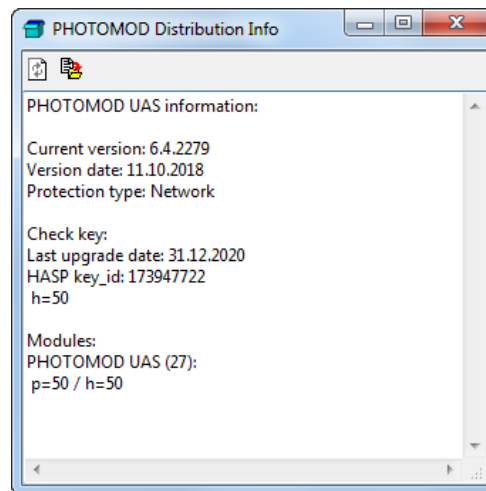 PHOTOMOD Distribution Info
PHOTOMOD UAS information:
Current version: 6.4.2279
Version date: 11.10.2018
Protection type: Network
Check key:
Last upgrade date: 31.12.2020
HASP key_id: 173947722
h=50
Modules:
PHOTOMOD UAS (27):
p=50 / h=50